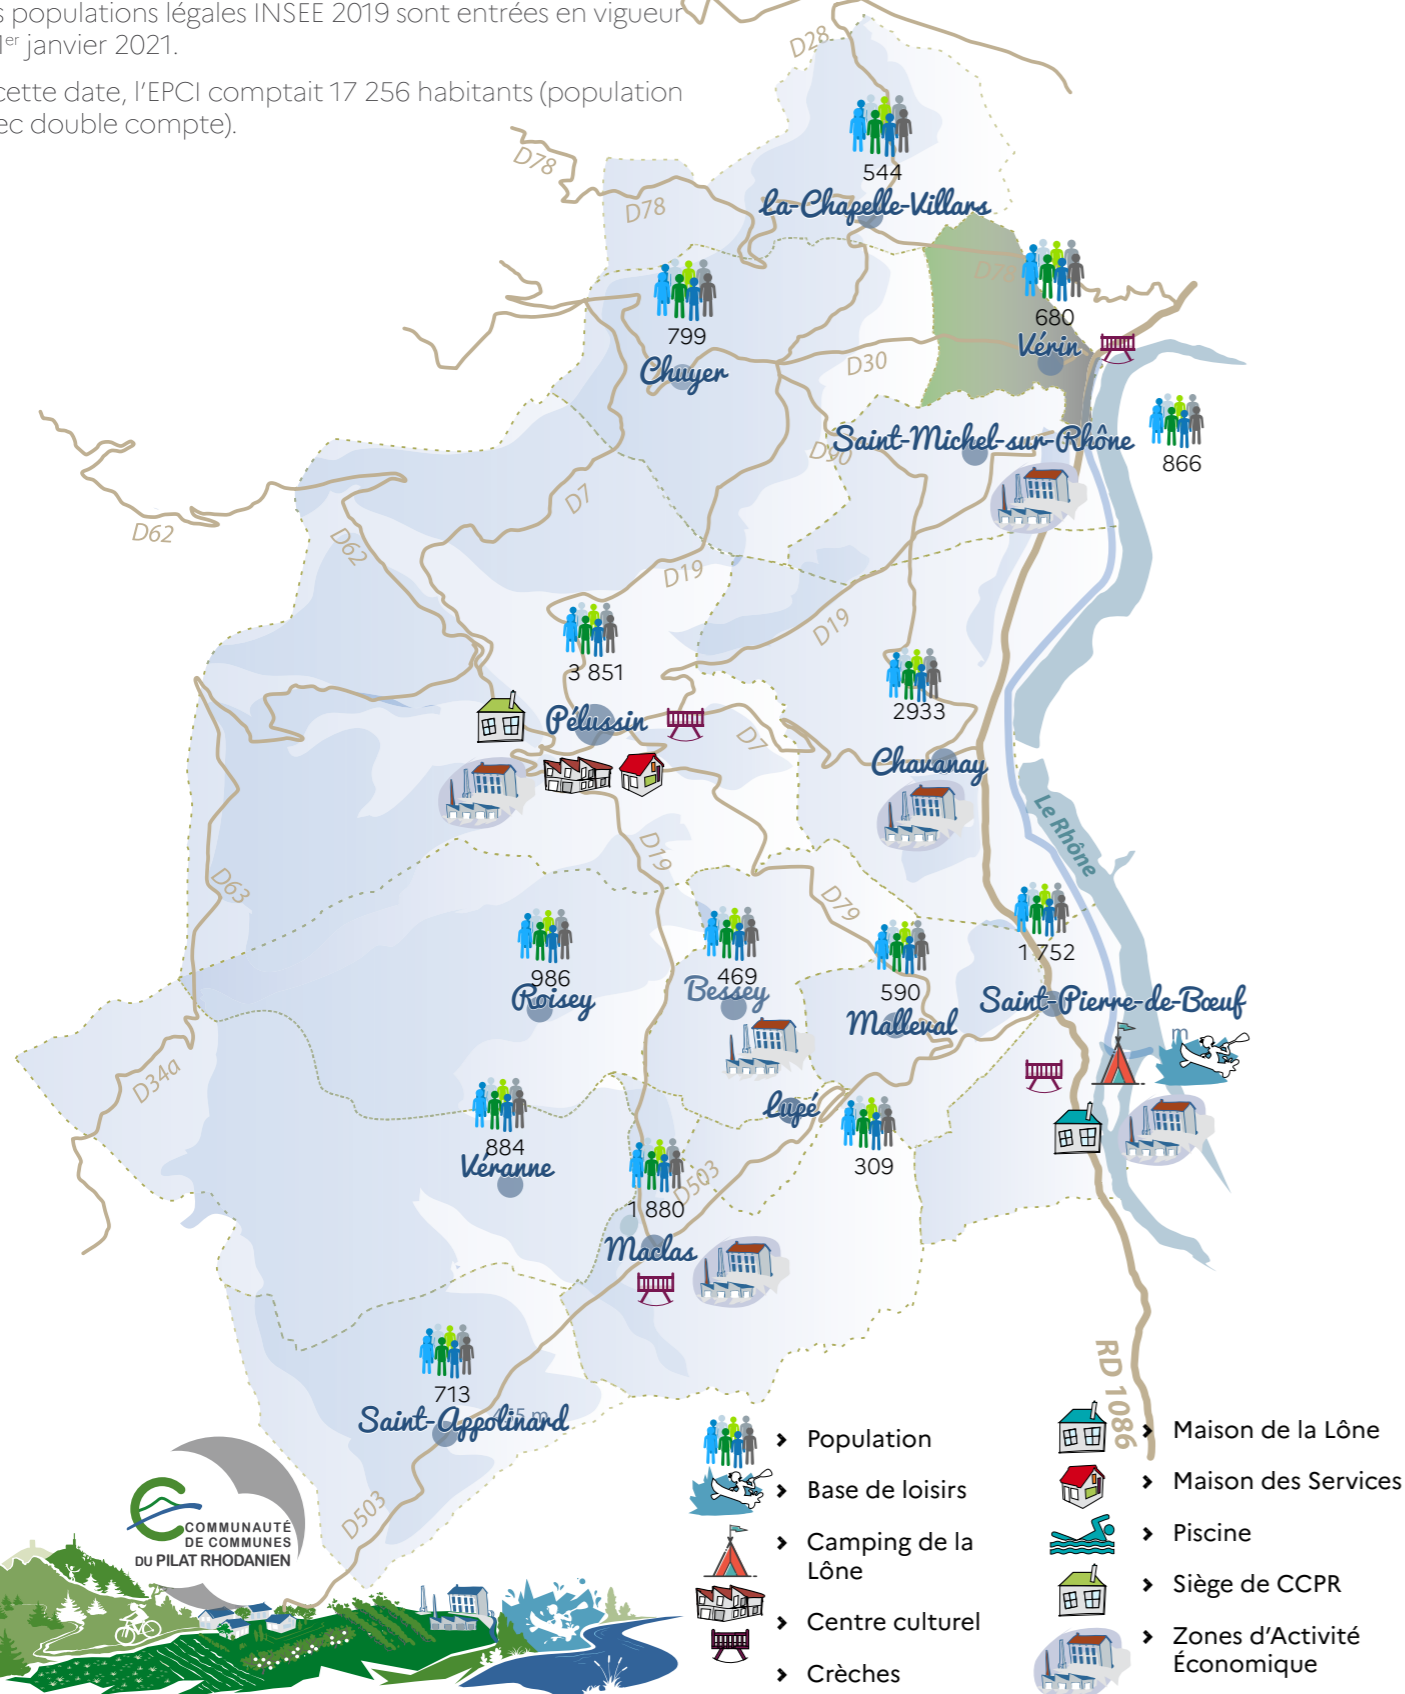 s populations légales INSEE 2019 sont entrées en vigueur
1er janvier 2021.
cette date, l'EPCI comptait 17 256 habitants (population
ec double compte).
D28
D78
D78
544
La-Chapelle-Villars
680
Vérin
799
Chuyer
D30
866
Saint-Michel-sur-Rhône
D90
D7
D62
D62
D19
D19
3 851
Pélussin
2933
Chavanay
D7
Le Rhône
D19
D63
D79
986
Roisey
469
Bessey
590
Malleval
1 752
Saint-Pierre-de-Bœuf
m
D34a
Lupé
309
884
Véranne
D503
1 880
Maclas
713
Saint-Appolinard
D503
RD 1086
COMMUNAUTÉ
DE COMMUNES
DU PILAT RHODANIEN
Population
Base de loisirs
Camping de la
Lône
Centre culturel
Crèches
Maison de la Lône
Maison des Services
Piscine
Siège de CCPR
Zones d'Activité
Économique